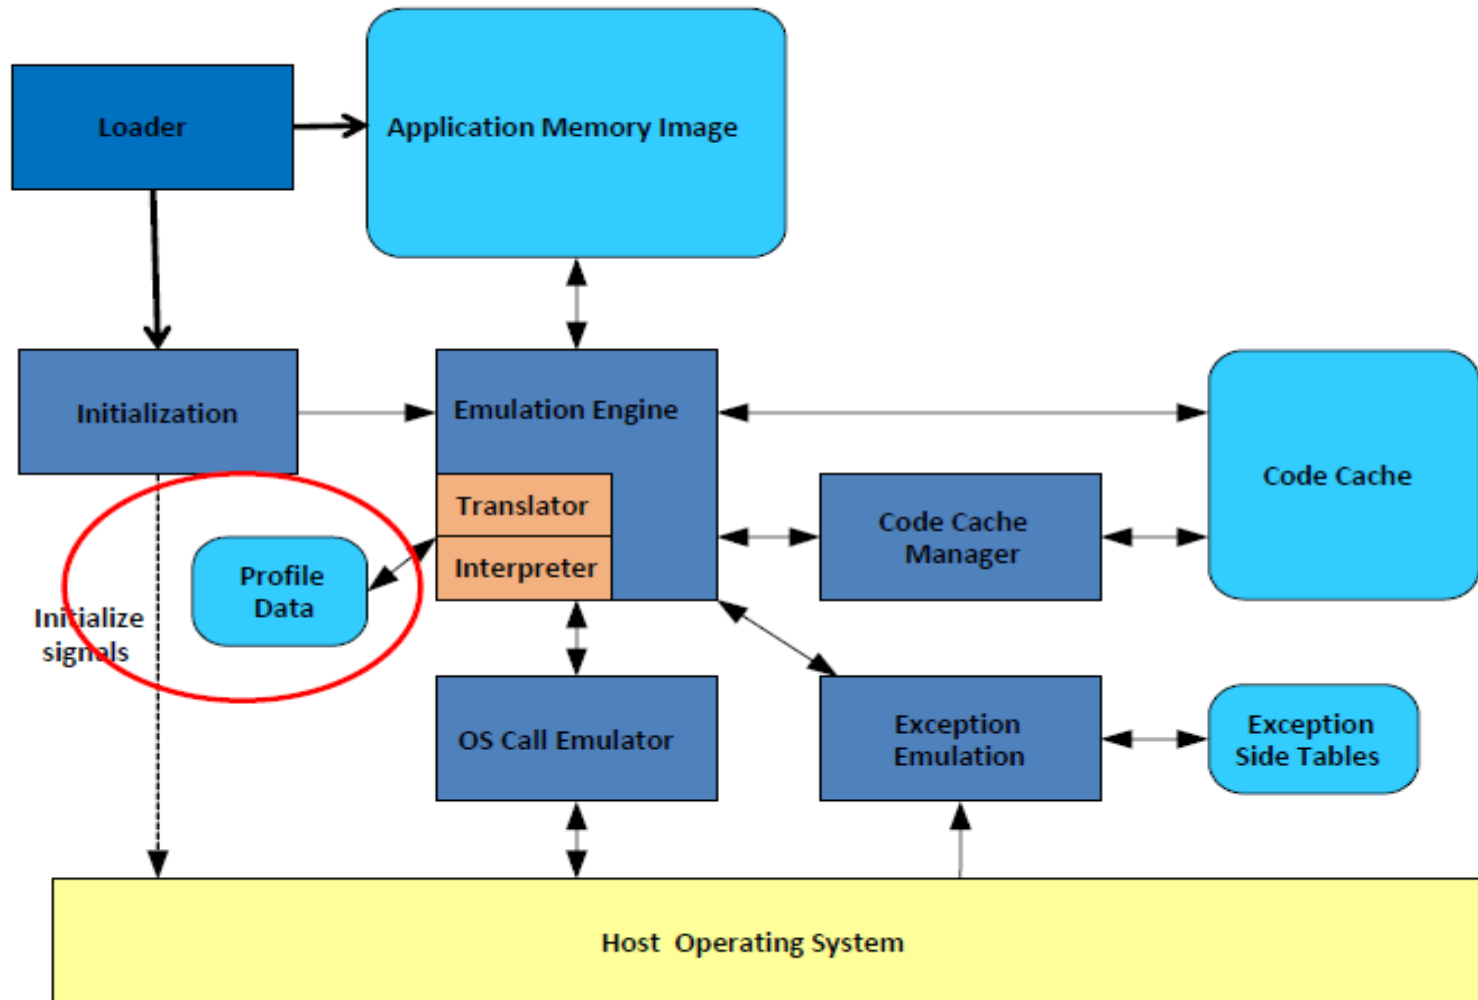 Loader
Application Memory Image
Initialization
Emulation Engine
Code Cache
Translator
Code Cache
Manager
Interpreter
Profile
Data
Initialize
signals
OS Call Emulator
Exception
Emulation
Exception
Side Tables
Host Operating System